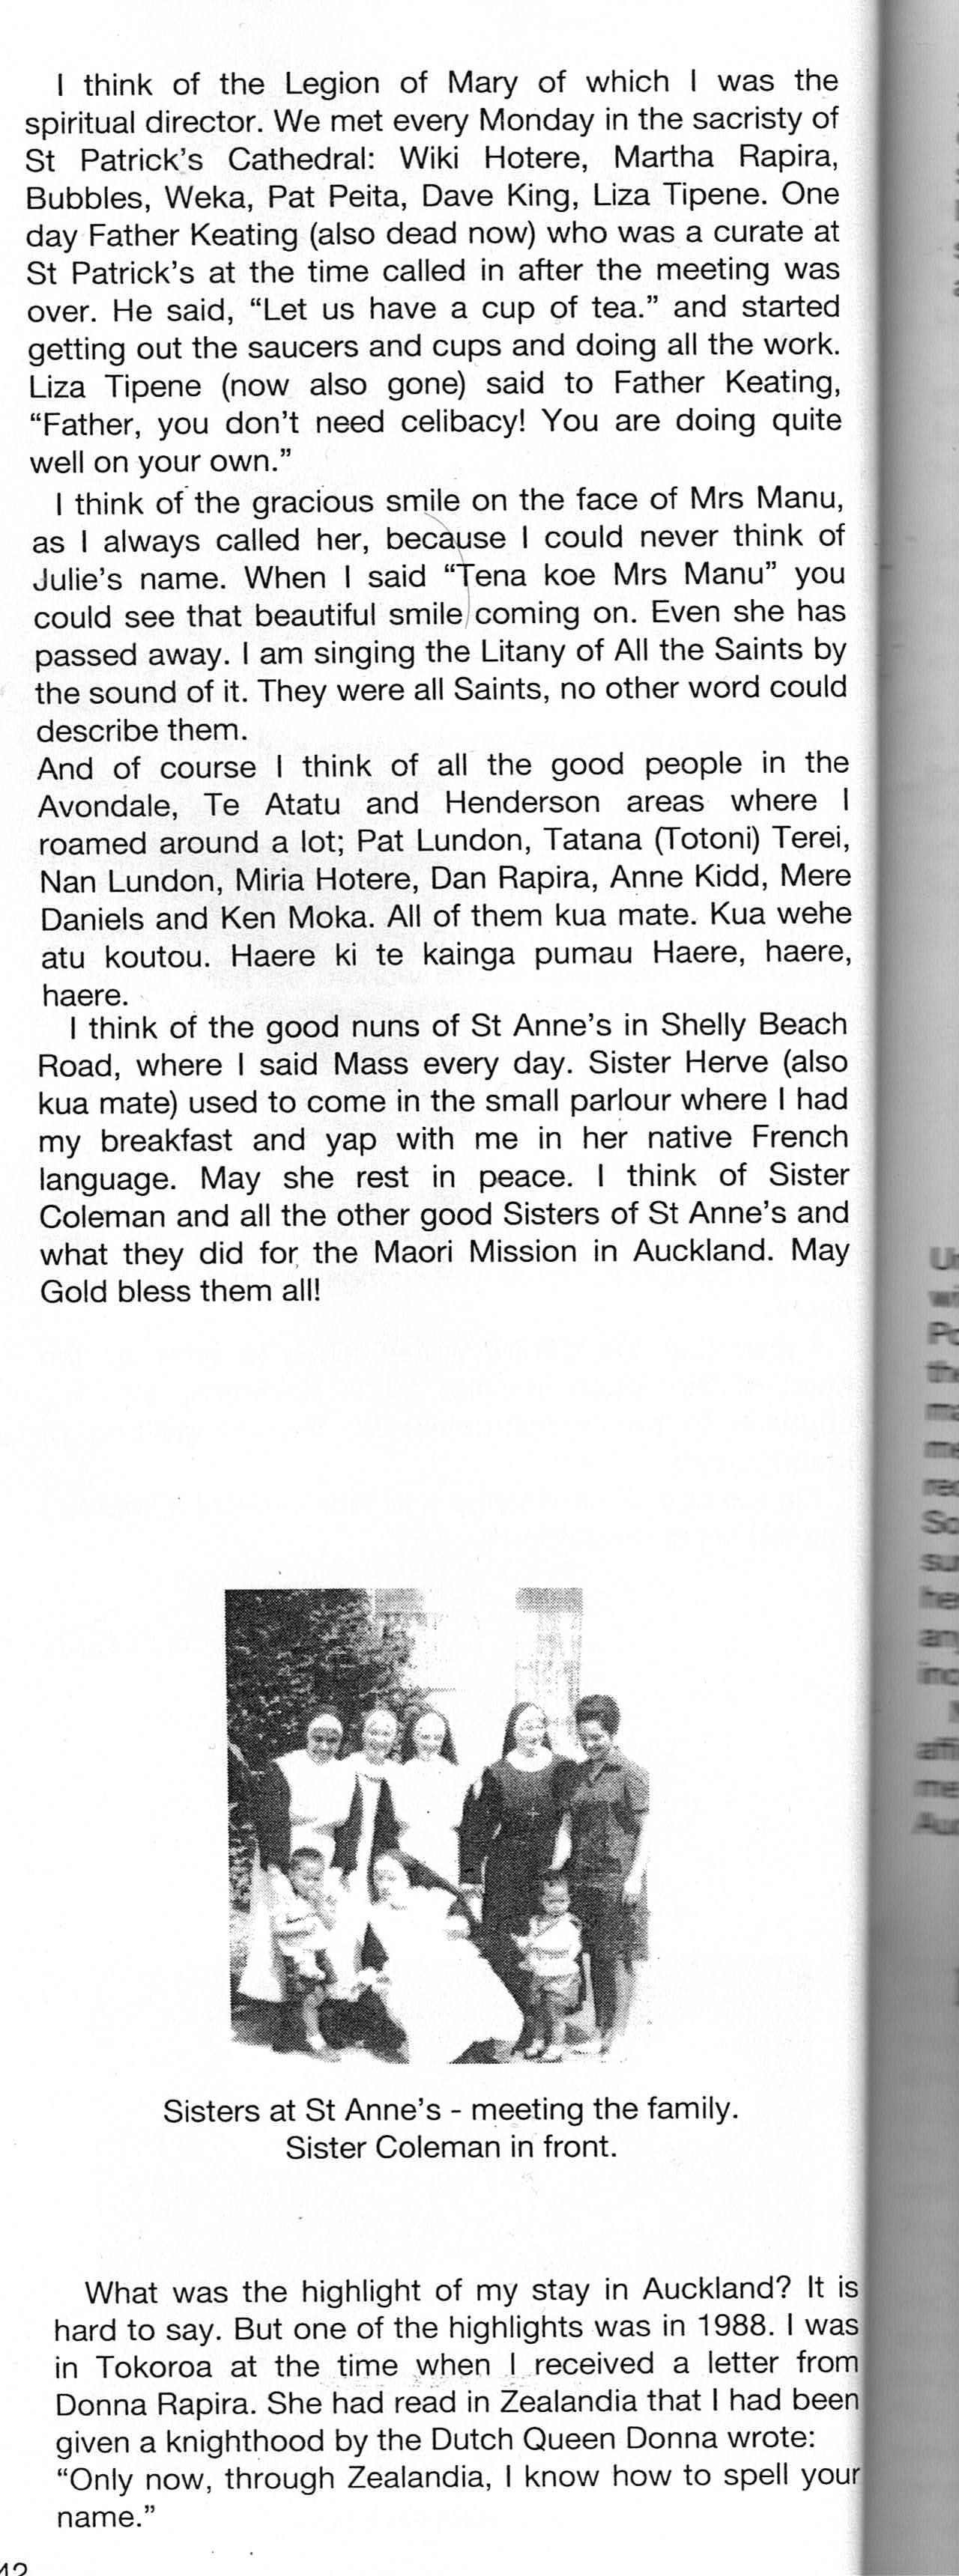 I think of the Legion of Mary of which I was the
spiritual director. We met every Monday in the sacristy of
St Patrick's Cathedral: Wiki Hotere, Martha Rapira,
Bubbles, Weka, Pat Peita, Dave King, Liza Tipene. One
day Father Keating (also dead now) who was a curate at
St Patrick's at the time called in after the meeting was
over. He said, “Let us have a cup of tea.” and started
getting out the saucers and cups and doing all the work.
Liza Tipene (now also gone) said to Father Keating,
“Father, you don't need celibacy! You are doing quite
well on your own.”
I think of the gracious smile on the face of Mrs Manu,
as I always called her, because I could never think of
Julie's name. When I said “Tena koe Mrs Manu” you
could see that beautiful smile coming on. Even she has
passed away. I am singing the Litany of All the Saints by
the sound of it. They were all Saints, no other word could
describe them.
And of course I think of all the good people in the
Avondale, Te Atatu and Henderson areas where I
roamed around a lot; Pat Lundon, Tatana (Totoni) Terei,
Nan Lundon, Miria Hotere, Dan Rapira, Anne Kidd, Mere
Daniels and Ken Moka. All of them kua mate. Kua wehe
atu koutou. Haere ki te kainga pumau Haere, haere,
haere.
I think of the good nuns of St Anne's in Shelly Beach
Road, where I said Mass every day. Sister Herve (also
kua mate) used to come in the small parlour where I had
my breakfast and yap with me in her native French
language. May she rest in peace. I think of Sister
Coleman and all the other good Sisters of St Anne's and
what they did for the Maori Mission in Auckland. May
Gold bless them all!
Sisters at St Anne's - meeting the family.
Sister Coleman in front.
What was the highlight of my stay in Auckland? It is
hard to say. But one of the highlights was in 1988. I was
in Tokoroa at the time when I received a letter from
Donna Rapira. She had read in Zealandia that I had been
given a knighthood by the Dutch Queen Donna wrote:
“Only now, through Zealandia, I know how to spell your
name.”